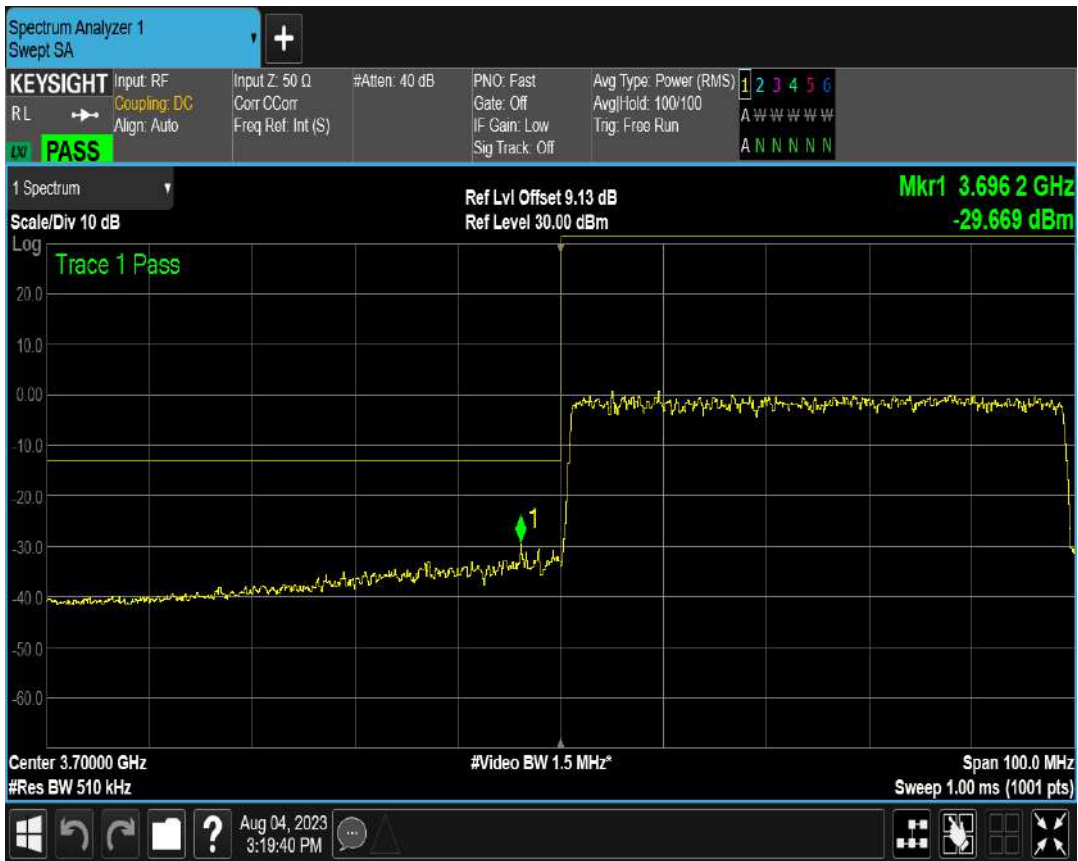 Spectrum Analyzer 1
Swept SA
+
KEYSIGHT
RL
LXI
PASS
Input: RF
Coupling: DC
Align: Auto
Input Z: 50 Ω
Corr CCorr
Freq Ref: Int (S)
#Atten: 40 dB
PNO: Fast
Gate: Off
IF Gain: Low
Sig Track: Off
Avg Type: Power (RMS)
Avg|Hold: 100/100
Trig: Free Run
1 2 3 4 5 6
A W W W W W
A N N N N N
1 Spectrum
Scale/Div 10 dB
Ref Lvl Offset 9.13 dB
Ref Level 30.00 dBm
Mkr1 3.696 2 GHz
-29.669 dBm
Log
Trace 1 Pass
20.0
10.0
0.00
-10.0
-20.0
-30.0
-40.0
-50.0
-60.0
1
Center 3.70000 GHz
#Res BW 510 kHz
#Video BW 1.5 MHz*
Span 100.0 MHz
Sweep 1.00 ms (1001 pts)
?
Aug 04, 2023
3:19:40 PM